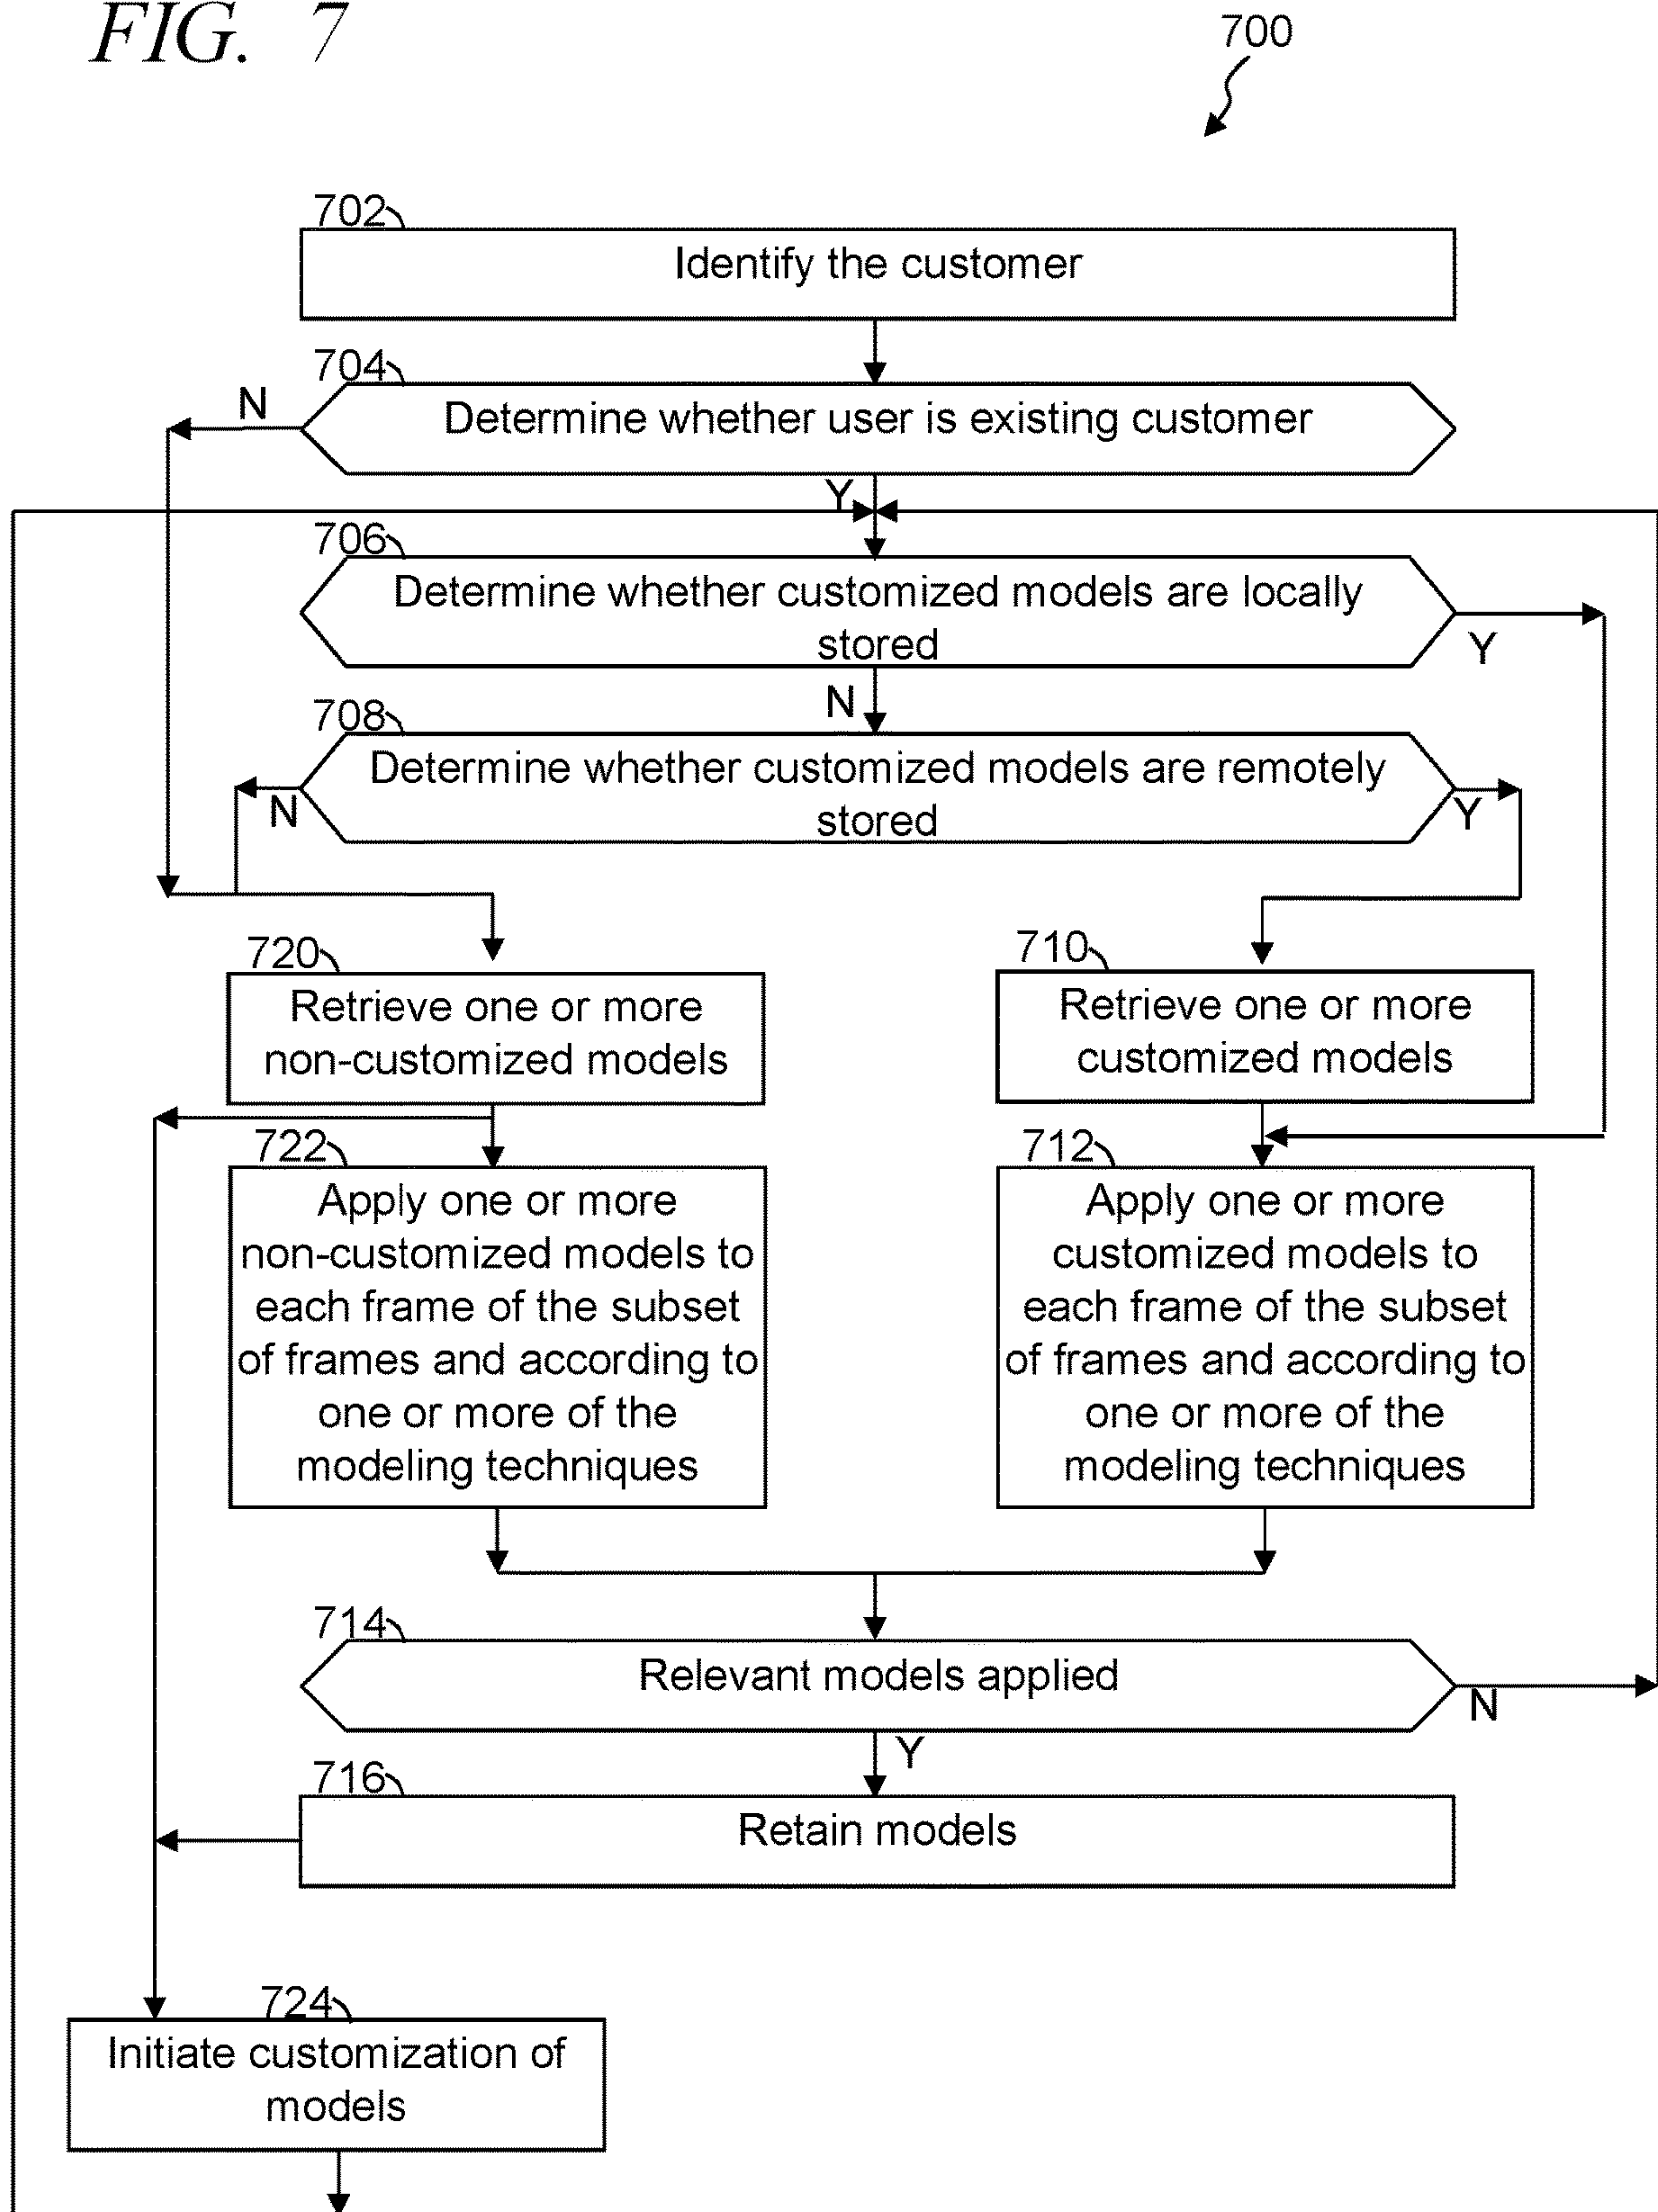 FIG. 7
700
702
Identify the customer
704
N
Determine whether user is existing customer
Y
706
Determine whether customized models are locally
stored
Y
N
708
Determine whether customized models are remotely
stored
N
Y
720
Retrieve one or more
non-customized models
710
Retrieve one or more
customized models
722
Apply one or more
non-customized models to
each frame of the subset
of frames and according to
one or more of the
modeling techniques
712
Apply one or more
customized models to
each frame of the subset
of frames and according to
one or more of the
modeling techniques
714
Relevant models applied
N
Y
716
Retain models
724
Initiate customization of
models